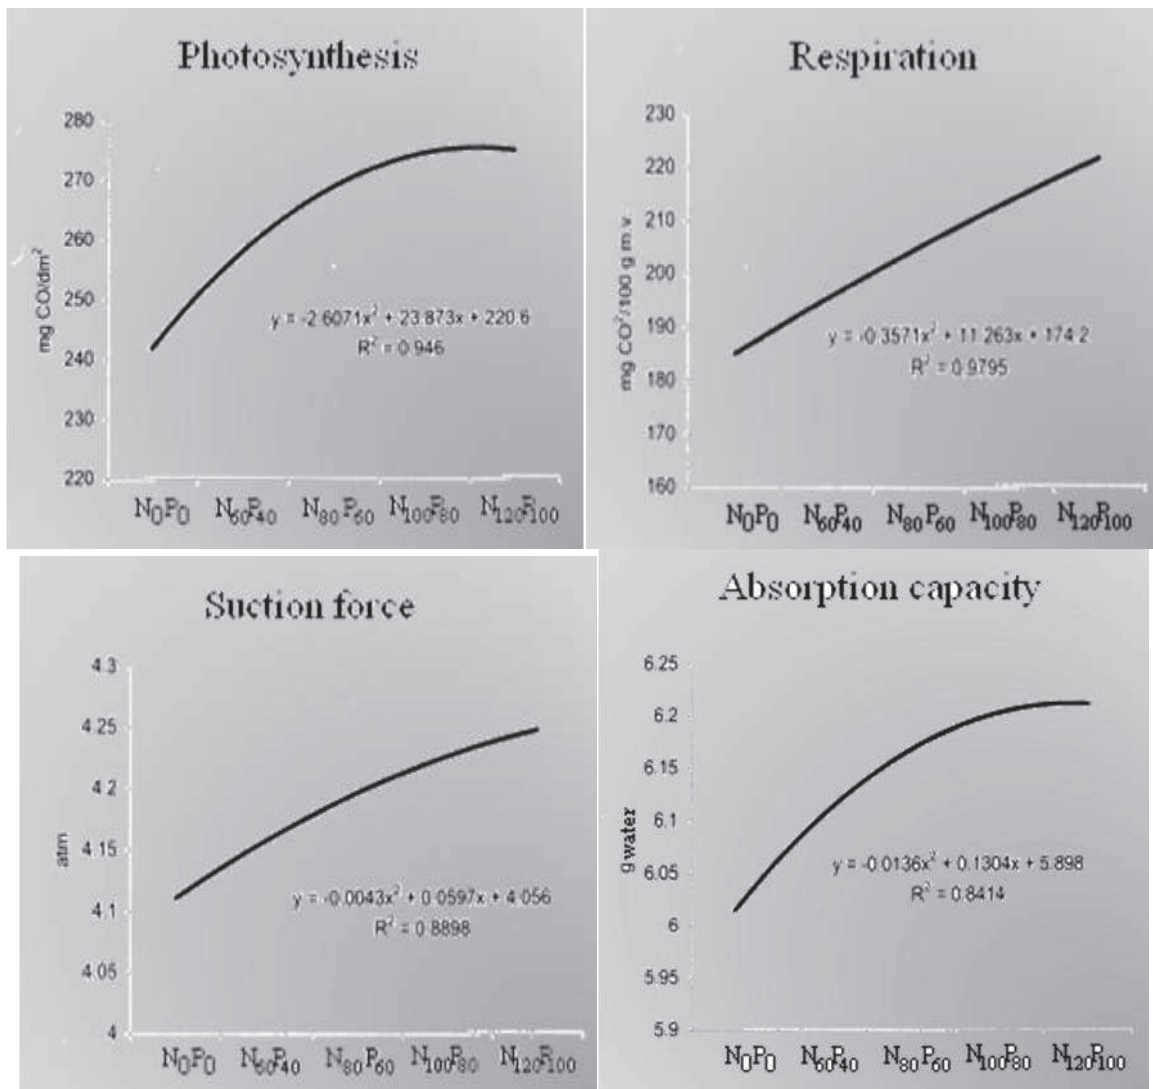 Photosynthesis
280
270
260
250
240
230
220
mg CO/dm²
y = -2.6071x² + 23.873x + 220.6
R² = 0.946
N₀P₀ N₆₀P₄₀ N₈₀P₆₀ N₁₀₀P₈₀ N₁₂₀P₁₀₀
Respiration
230
220
210
200
190
180
170
160
mg CO²/100 g m.v.
y = -0.3571x² + 11.263x + 174.2
R² = 0.9795
N₀P₀ N₆₀P₄₀ N₈₀P₆₀ N₁₀₀P₈₀ N₁₂₀P₁₀₀
Suction force
4.3
4.25
4.2
4.15
4.1
4.05
4
atm
y = -0.0043x² + 0.0597x + 4.056
R² = 0.8898
N₀P₀ N₆₀P₄₀ N₈₀P₆₀ N₁₀₀P₈₀ N₁₂₀P₁₀₀
Absorption capacity
6.25
6.2
6.15
6.1
6.05
6
5.95
5.9
g water
y = -0.0136x² + 0.1304x + 5.898
R² = 0.8414
N₀P₀ N₆₀P₄₀ N₈₀P₆₀ N₁₀₀P₈₀ N₁₂₀P₁₀₀